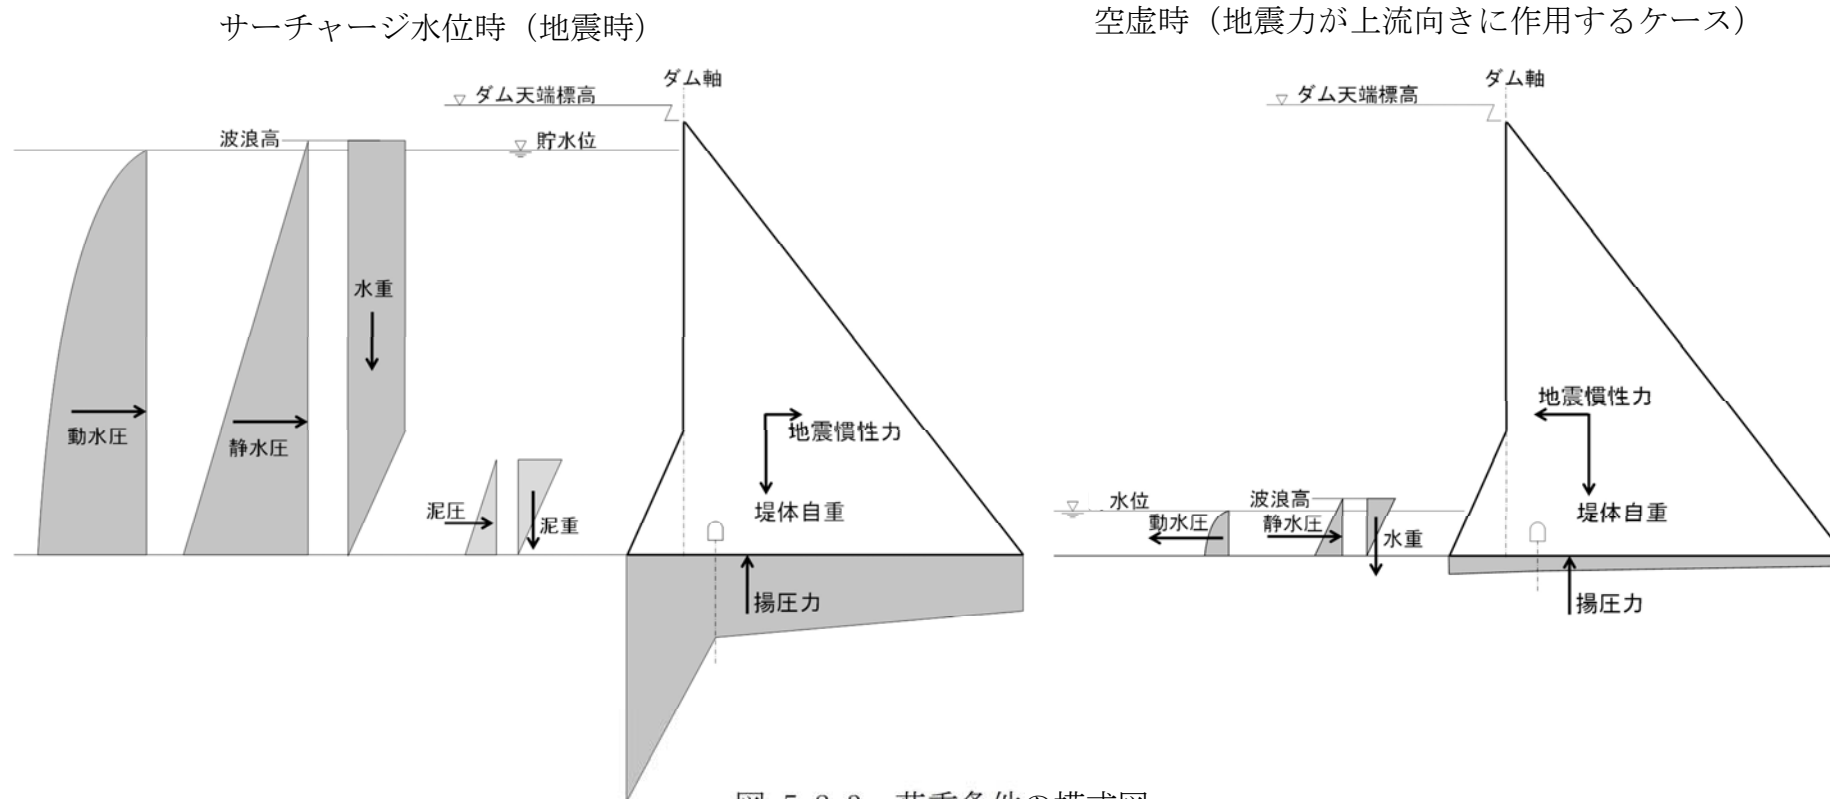 サーチャージ水位時（地震時）
ダム軸
ダム天端標高
波浪高
貯水位
水重
動水圧
静水圧
地震慣性力
泥圧
泥重
堤体自重
揚圧力
空虚時（地震力が上流向きに作用するケース）
ダム軸
ダム天端標高
地震慣性力
水位
波浪高
動水圧
静水圧
水重
堤体自重
揚圧力